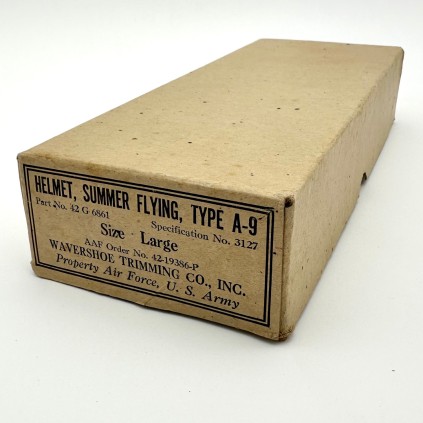 HELMET, SUMMER FLYING, TYPE A-9
Part No. 42 G 6861 Specification No. 3127
Size Large
AAF Order No. 42-19386-P
WAVERSHOE TRIMMING CO., INC.
Property Air Force, U. S. Army